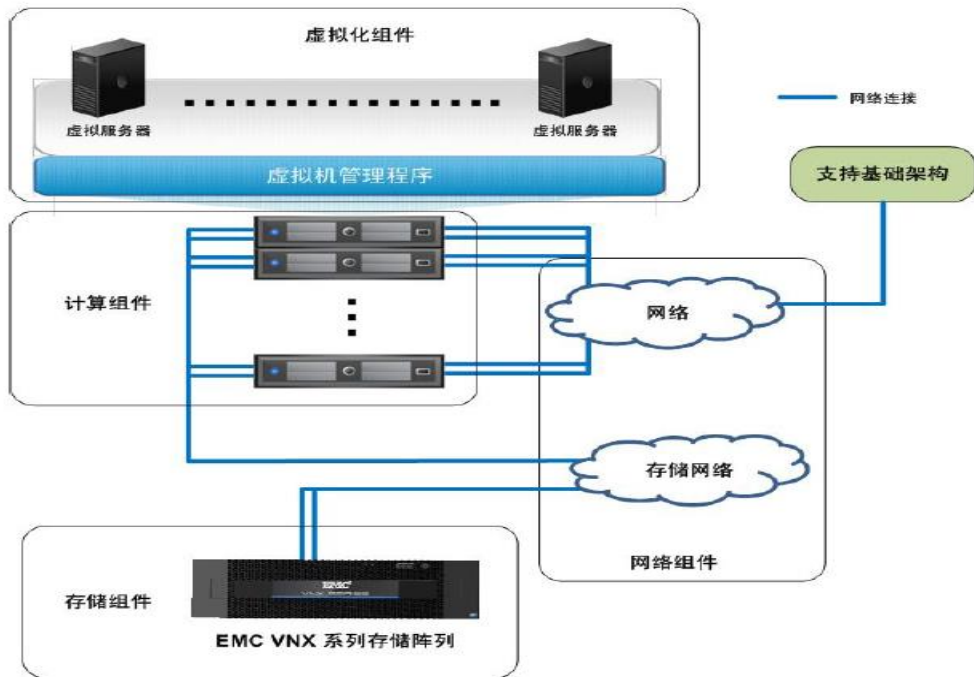 虚拟化组件
虚拟服务器
虚拟服务器
网络连接
虚拟机管理程序
支持基础架构
计算组件
网络
存储网络
网络组件
存储组件
EMC²
VNX SERIES
EMC VNX 系列存储阵列